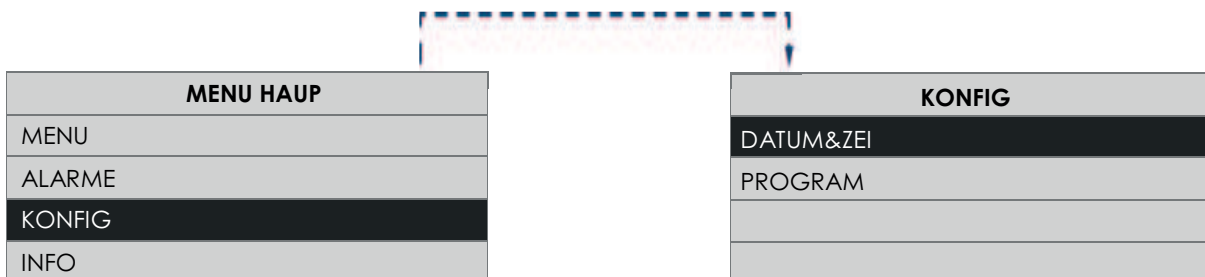 MENU HAUP
MENU
ALARME
KONFIG
INFO
KONFIG
DATUM&ZEI
PROGRAM